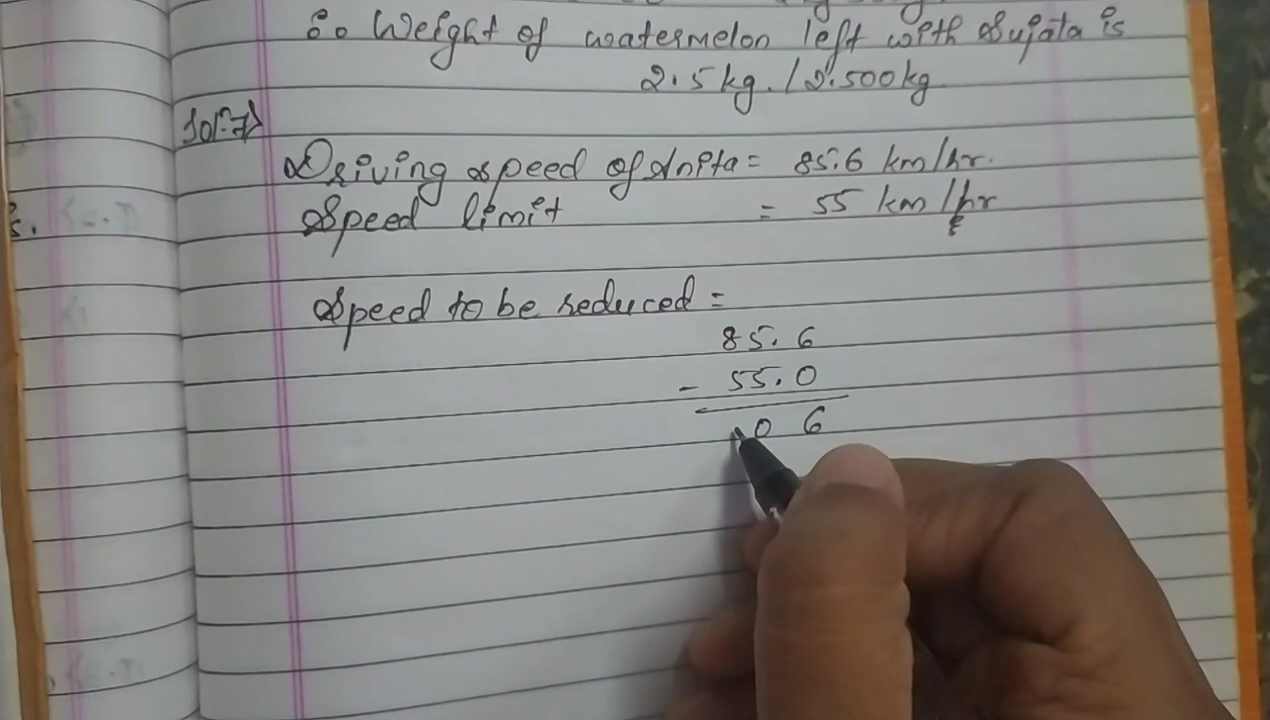 ∴ Weight of watermelon left with Sujata is
2.5 kg. / 2.500 kg
Sol:-7>
Driving speed of Anita = 85.6 km/hr.
Speed limit = 55 km/hr
s.
Speed to be reduced =
85.6
- 55.0
0 6